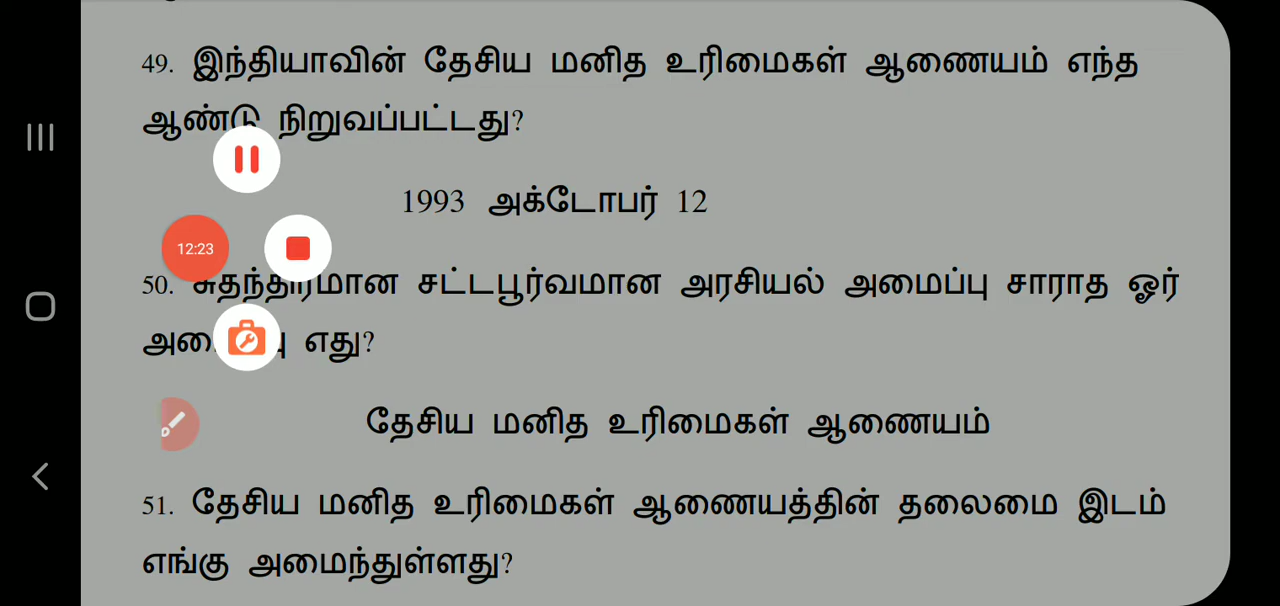 49. இந்தியாவின் தேசிய மனித உரிமைகள் ஆணையம் எந்த
ஆண்டு நிறுவப்பட்டது?
1993 அக்டோபர் 12
12:23
50. சுதந்திரமான சட்டபூர்வமான அரசியல் அமைப்பு சாராத ஓர்
எது?
தேசிய மனித உரிமைகள் ஆணையம்
51. தேசிய மனித உரிமைகள் ஆணையத்தின் தலைமை இடம்
எங்கு அமைந்துள்ளது?